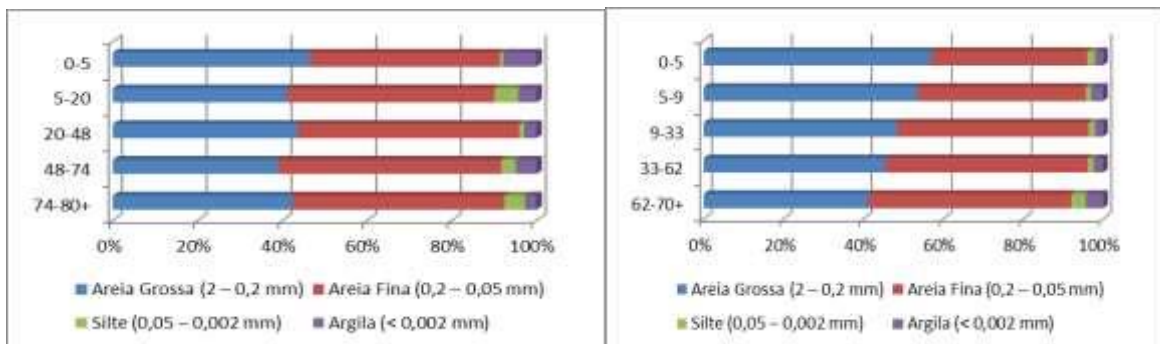 0-5
5-20
20-48
48-74
74-80+
0% 20% 40% 60% 80% 100%
Areia Grossa (2 – 0,2 mm) Areia Fina (0,2 – 0,05 mm)
Silte (0,05 – 0,002 mm) Argila (< 0,002 mm)
0-5
5-9
9-33
33-62
62-70+
0% 20% 40% 60% 80% 100%
Areia Grossa (2 – 0,2 mm) Areia Fina (0,2 – 0,05 mm)
Silte (0,05 – 0,002 mm) Argila (< 0,002 mm)